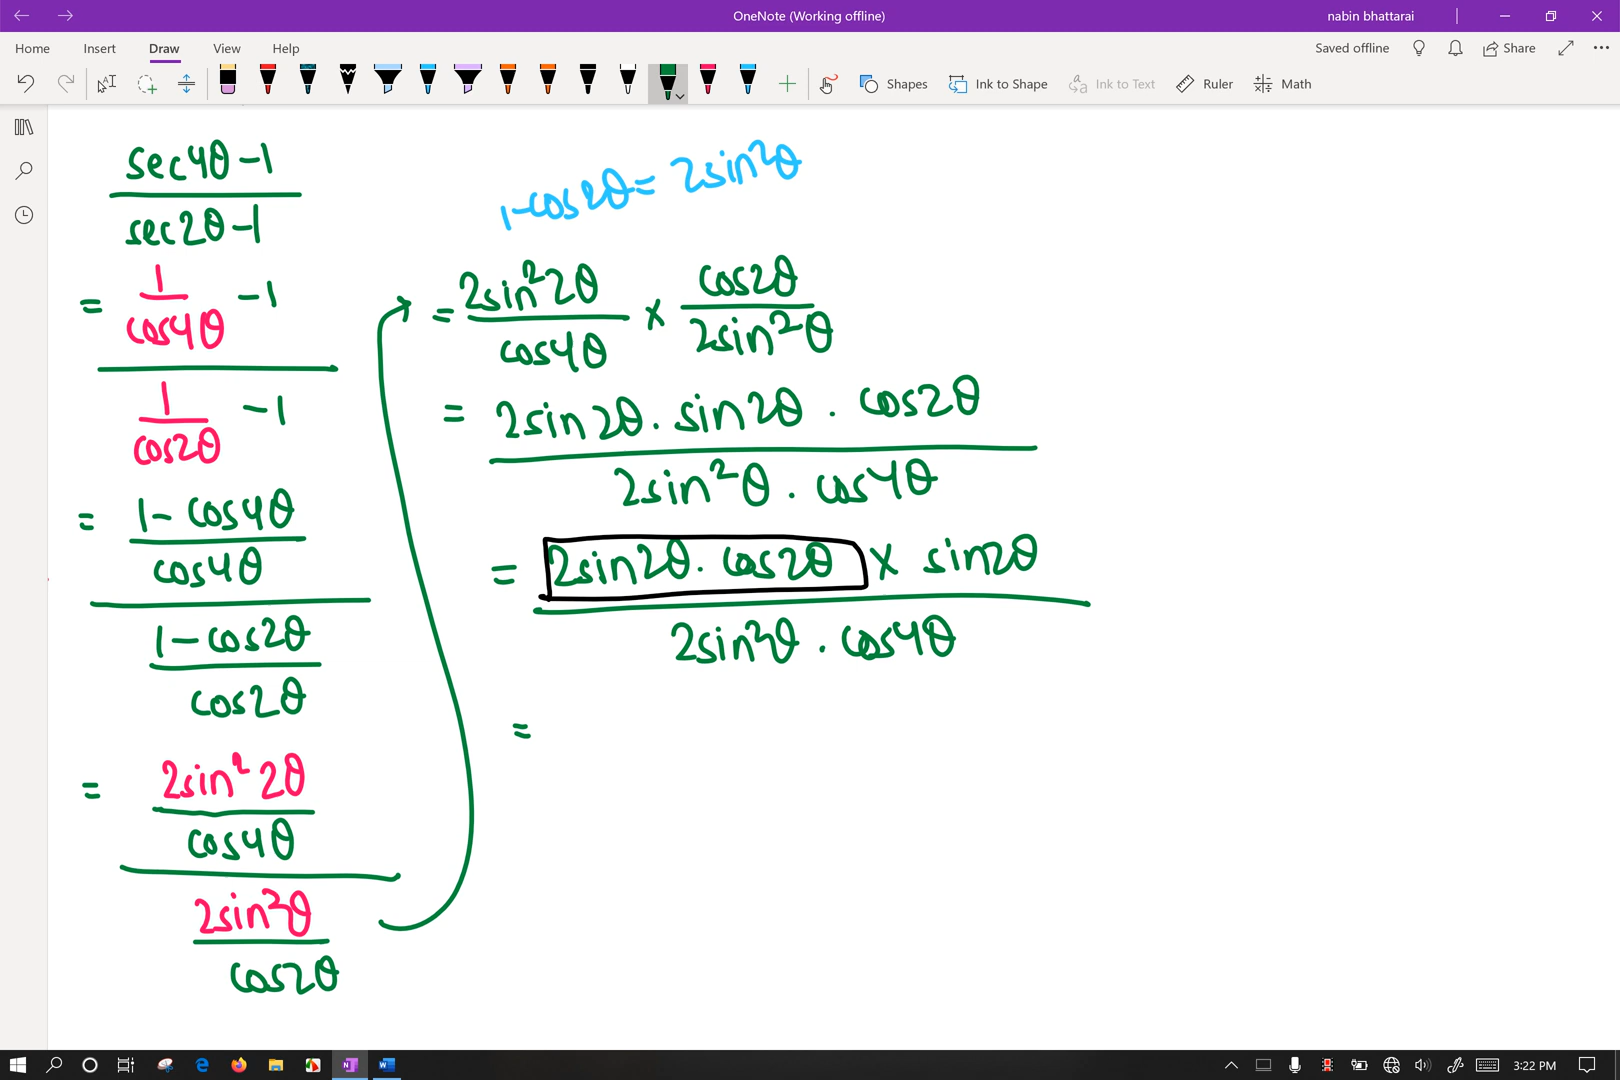 OneNote (Working offline)
nabin bhattarai
Home Insert Draw View Help
Saved offline
Share
Shapes
Ink to Shape
Ink to Text
Ruler
Math
sec4θ-1
sec2θ-1
= 1 -1
cos4θ
1 -1
cos2θ
= 1-cos4θ
cos4θ
1-cos2θ
cos2θ
= 2sin²2θ
cos4θ
2sin²θ
cos2θ
1-cos2θ= 2sin²θ
= 2sin²2θ × cos2θ
cos4θ 2sin²θ
= 2sin2θ . sin2θ . cos2θ
2sin²θ . cos4θ
= 2sin2θ . cos2θ × sin2θ
2sin²θ . cos4θ
=
3:22 PM